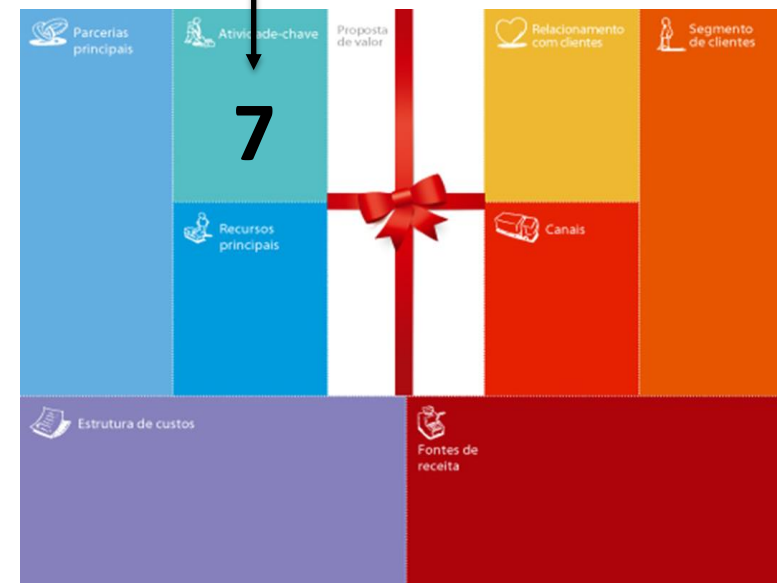 Parcerias
principais
Atividade-chave
7
Proposta
de valor
Relacionamento
com clientes
Segmento
de clientes
Recursos
principais
Canais
Estrutura de custos
Fontes de
receita